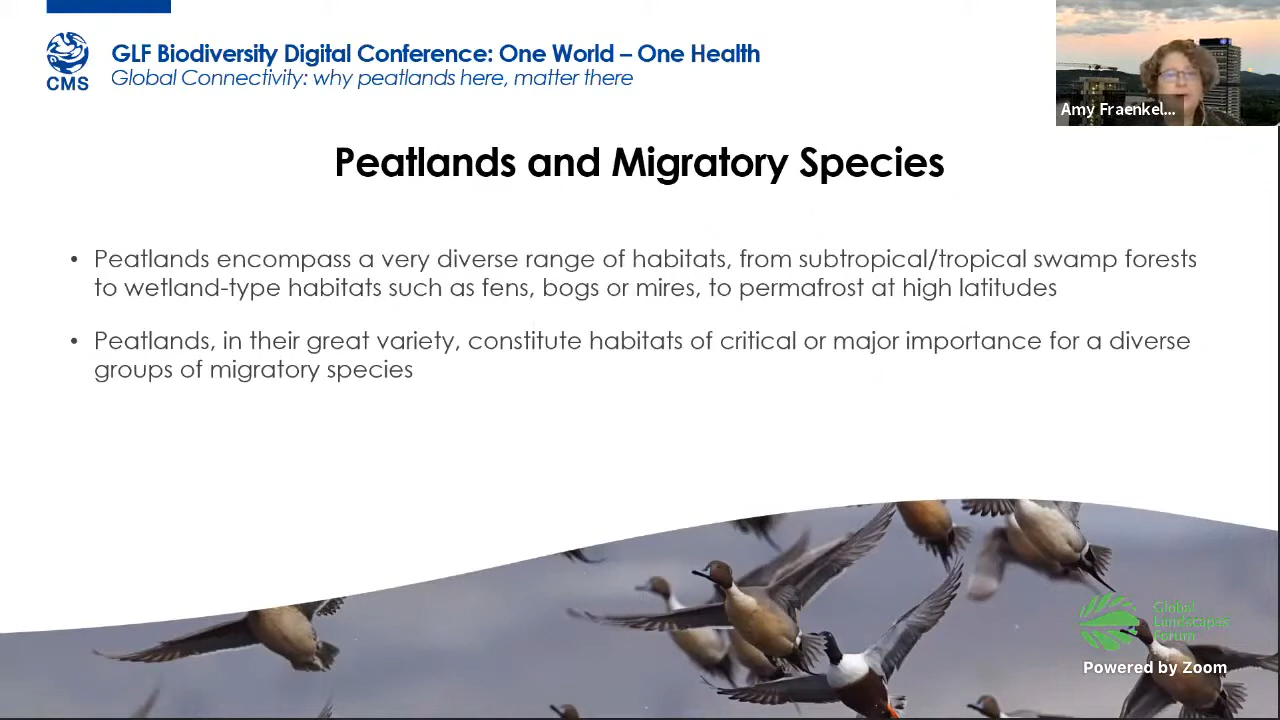 GLF Biodiversity Digital Conference: One World – One Health
Global Connectivity: why peatlands here, matter there
CMS
Amy Fraenkel...
Peatlands and Migratory Species
• Peatlands encompass a very diverse range of habitats, from subtropical/tropical swamp forests
to wetland-type habitats such as fens, bogs or mires, to permafrost at high latitudes
• Peatlands, in their great variety, constitute habitats of critical or major importance for a diverse
groups of migratory species
Global
Landscapes
Forum
Powered by Zoom